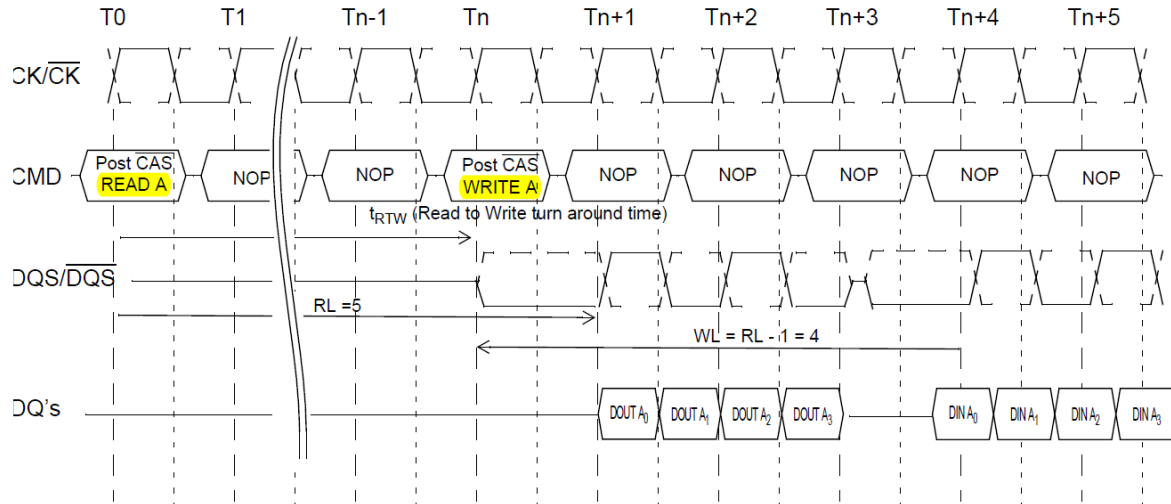 T0 T1 Tn-1 Tn Tn+1 Tn+2 Tn+3 Tn+4 Tn+5
CK/CK
CMD
Post CAS
READ A
NOP
NOP
Post CAS
WRITE A
NOP
NOP
NOP
NOP
NOP
tRTW (Read to Write turn around time)
DQS/DQS
RL =5
WL = RL - 1 = 4
DQ's
DOUT A0 DOUT A1 DOUT A2 DOUT A3 DIN A0 DIN A1 DIN A2 DIN A3